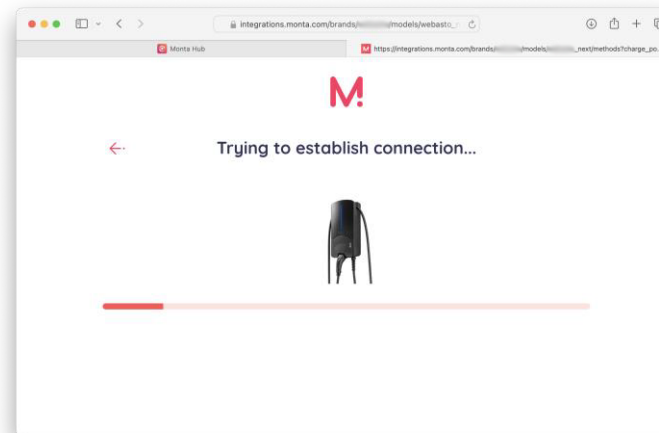 integrations.monta.com/brands/ /models/webasto_
Monta Hub
https://integrations.monta.com/brands/ /models/ _next/methods?charge_po...
M!
Trying to establish connection...